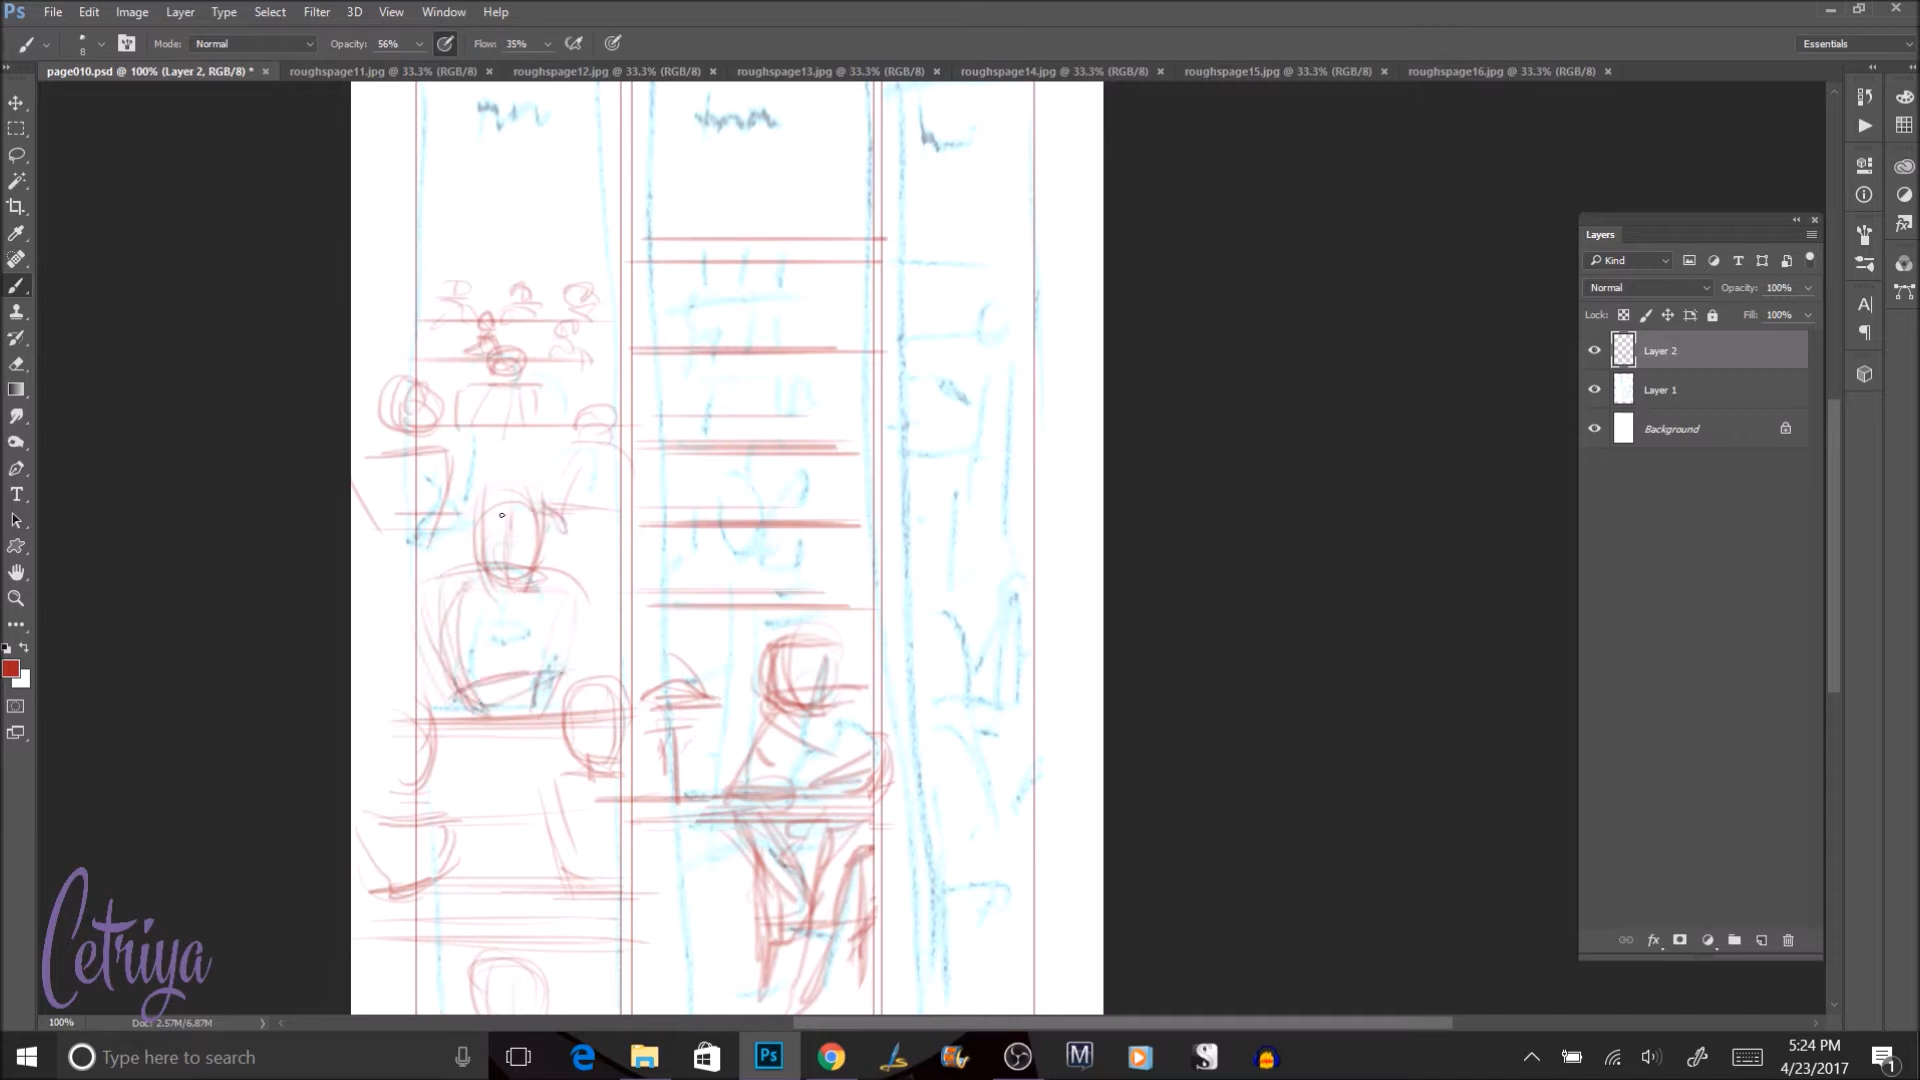 Ps File Edit Image Layer Type Select Filter 3D View Window Help
8 Mode: Normal Opacity: 56% Flow: 35% Essentials
page010.psd @ 100% (Layer 2, RGB/8) * roughspage11.jpg @ 33.3% (RGB/8) roughspage12.jpg @ 33.3% (RGB/8) roughspage13.jpg @ 33.3% (RGB/8) roughspage14.jpg @ 33.3% (RGB/8) roughspage15.jpg @ 33.3% (RGB/8) roughspage16.jpg @ 33.3% (RGB/8)
Layers
Kind
Normal Opacity: 100%
Lock: Fill: 100%
Layer 2
Layer 1
Background
Cetriya
100% Doc: 2.57M/6.87M
Type here to search
5:24 PM
4/23/2017
1